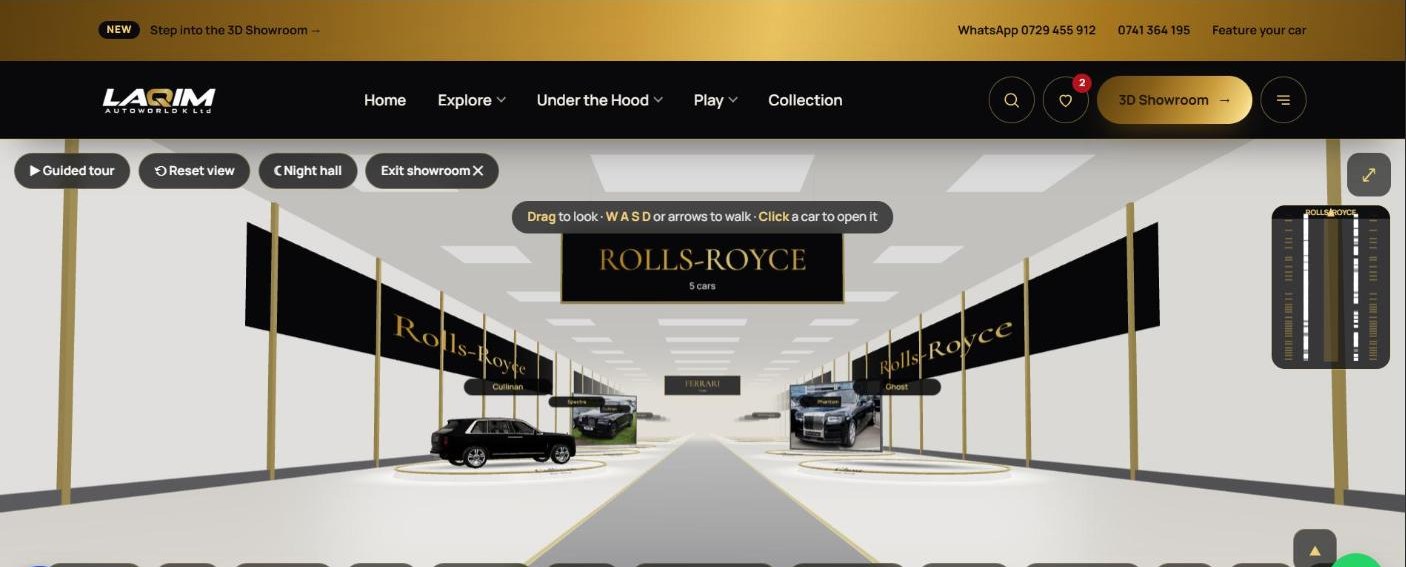 NEW Step into the 3D Showroom →
WhatsApp 0729 455 912 0741 364 195 Feature your car
LAQIM
AUTOWORLD K Ltd
Home Explore Under the Hood Play Collection
2
3D Showroom →
Guided tour Reset view Night hall Exit showroom
Drag to look · W A S D or arrows to walk · Click a car to open it
ROLLS-ROYCE
ROLLS-ROYCE
5 cars
Rolls-Royce
Rolls-Royce
FERRARI
Cullinan
Ghost
Spectre
Phantom
Cullinan